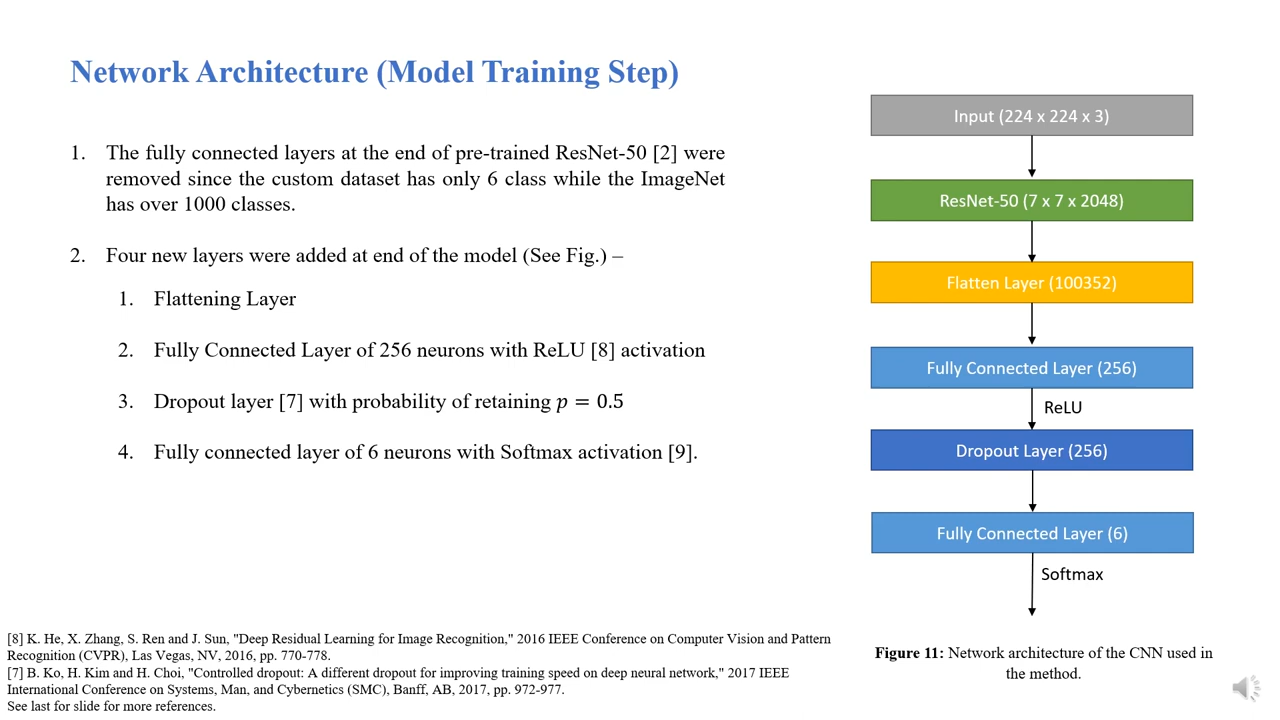 Network Architecture (Model Training Step)
1. The fully connected layers at the end of pre-trained ResNet-50 [2] were
removed since the custom dataset has only 6 class while the ImageNet
has over 1000 classes.
2. Four new layers were added at end of the model (See Fig.) –
1. Flattening Layer
2. Fully Connected Layer of 256 neurons with ReLU [8] activation
3. Dropout layer [7] with probability of retaining p = 0.5
4. Fully connected layer of 6 neurons with Softmax activation [9].
Input (224 x 224 x 3)
ResNet-50 (7 x 7 x 2048)
Flatten Layer (100352)
Fully Connected Layer (256)
ReLU
Dropout Layer (256)
Fully Connected Layer (6)
Softmax
Figure 11: Network architecture of the CNN used in
the method.
[8] K. He, X. Zhang, S. Ren and J. Sun, "Deep Residual Learning for Image Recognition," 2016 IEEE Conference on Computer Vision and Pattern
Recognition (CVPR), Las Vegas, NV, 2016, pp. 770-778.
[7] B. Ko, H. Kim and H. Choi, "Controlled dropout: A different dropout for improving training speed on deep neural network," 2017 IEEE
International Conference on Systems, Man, and Cybernetics (SMC), Banff, AB, 2017, pp. 972-977.
See last for slide for more references.